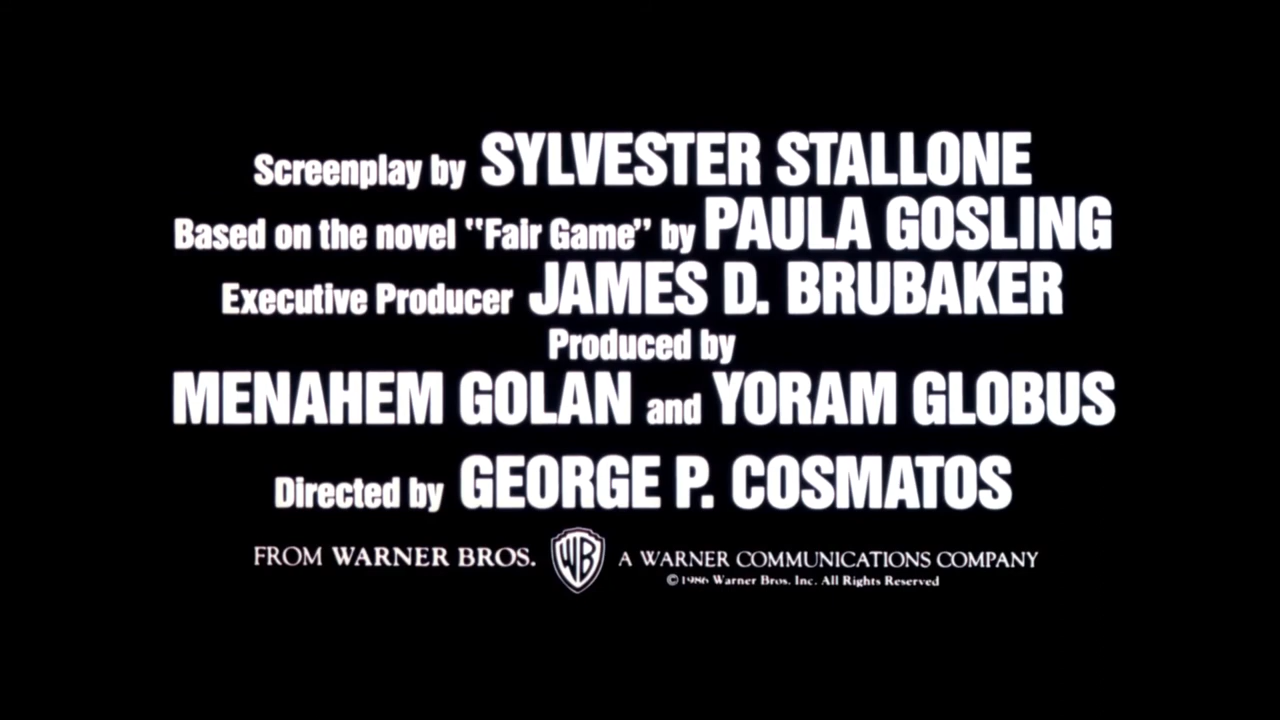 Screenplay by SYLVESTER STALLONE
Based on the novel "Fair Game" by PAULA GOSLING
Executive Producer JAMES D. BRUBAKER
Produced by
MENAHEM GOLAN and YORAM GLOBUS
Directed by GEORGE P. COSMATOS
FROM WARNER BROS. WB A WARNER COMMUNICATIONS COMPANY
© 1986 Warner Bros. Inc. All Rights Reserved